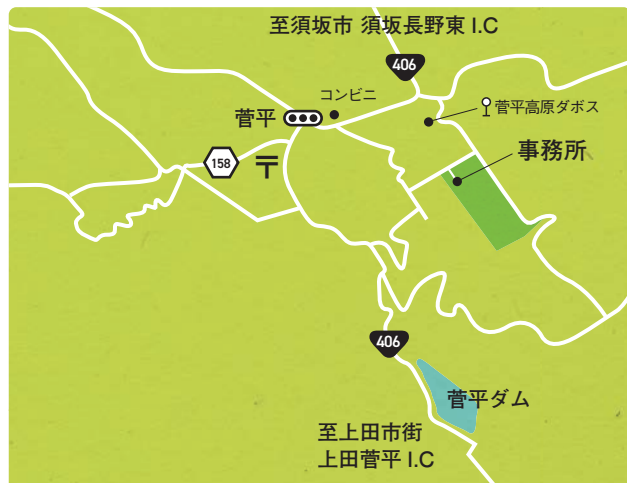 至須坂市 須坂長野東 I.C
406
コンビニ
菅平
菅平高原ダボス
事務所
158
406
菅平ダム
至上田市街
上田菅平 I.C